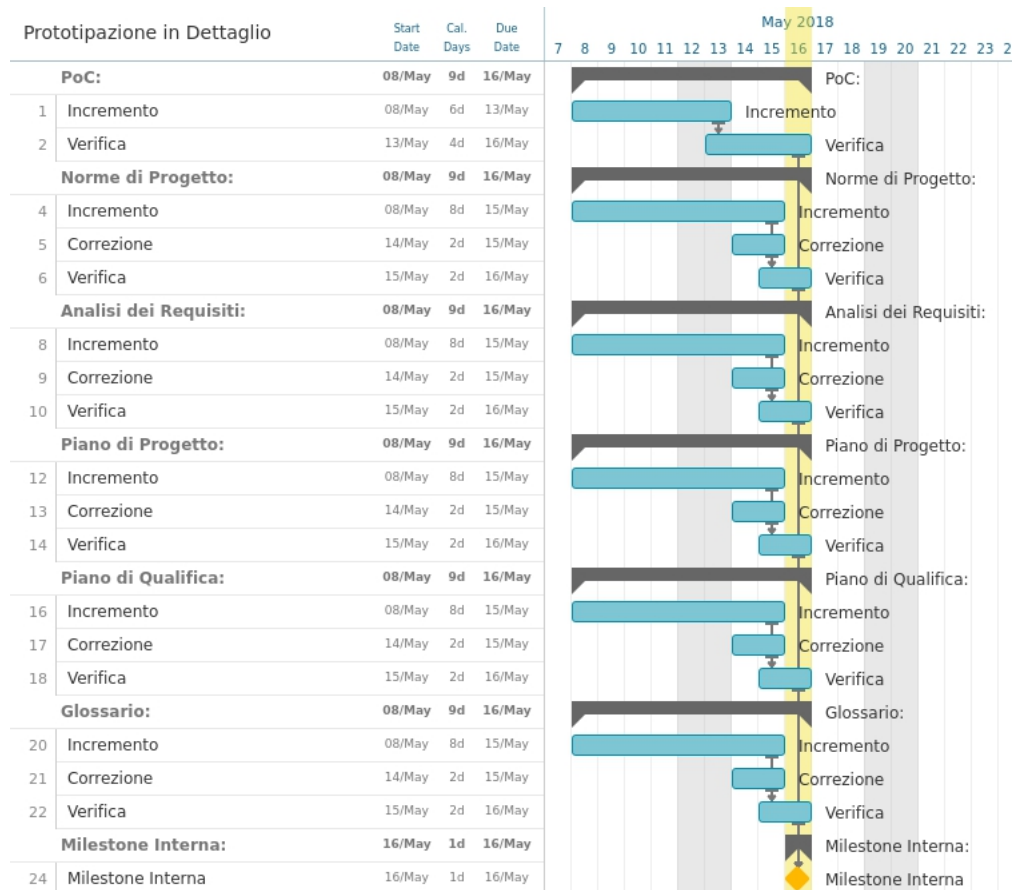 Prototipazione in Dettaglio Start Date Cal. Days Due Date May 2018
7 8 9 10 11 12 13 14 15 16 17 18 19 20 21 22 23 2
PoC: 08/May 9d 16/May PoC:
1 Incremento 08/May 6d 13/May Incremento
2 Verifica 13/May 4d 16/May Verifica
Norme di Progetto: 08/May 9d 16/May Norme di Progetto:
4 Incremento 08/May 8d 15/May Incremento
5 Correzione 14/May 2d 15/May Correzione
6 Verifica 15/May 2d 16/May Verifica
Analisi dei Requisiti: 08/May 9d 16/May Analisi dei Requisiti:
8 Incremento 08/May 8d 15/May Incremento
9 Correzione 14/May 2d 15/May Correzione
10 Verifica 15/May 2d 16/May Verifica
Piano di Progetto: 08/May 9d 16/May Piano di Progetto:
12 Incremento 08/May 8d 15/May Incremento
13 Correzione 14/May 2d 15/May Correzione
14 Verifica 15/May 2d 16/May Verifica
Piano di Qualifica: 08/May 9d 16/May Piano di Qualifica:
16 Incremento 08/May 8d 15/May Incremento
17 Correzione 14/May 2d 15/May Correzione
18 Verifica 15/May 2d 16/May Verifica
Glossario: 08/May 9d 16/May Glossario:
20 Incremento 08/May 8d 15/May Incremento
21 Correzione 14/May 2d 15/May Correzione
22 Verifica 15/May 2d 16/May Verifica
Milestone Interna: 16/May 1d 16/May Milestone Interna:
24 Milestone Interna 16/May 1d 16/May Milestone Interna